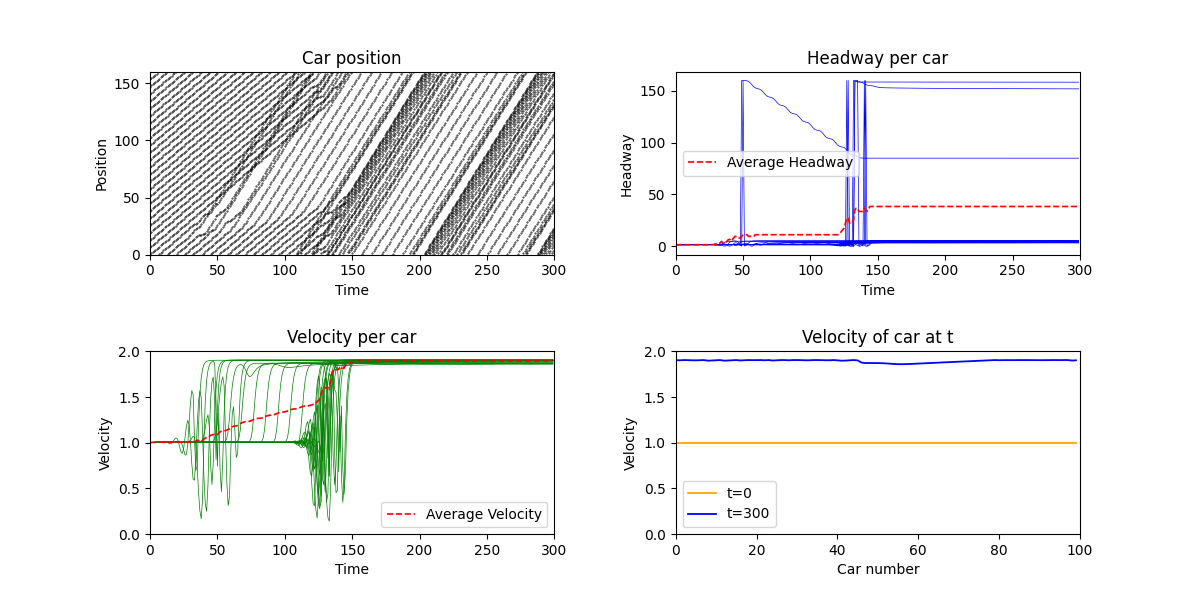 Car position
150
100
50
0
Position
0 50 100 150 200 250 300
Time
Headway per car
150
100
50
0
Headway
Average Headway
0 50 100 150 200 250 300
Time
Velocity per car
2.0
1.5
1.0
0.5
0.0
Velocity
Average Velocity
0 50 100 150 200 250 300
Time
Velocity of car at t
2.0
1.5
1.0
0.5
0.0
Velocity
t=0
t=300
0 20 40 60 80 100
Car number